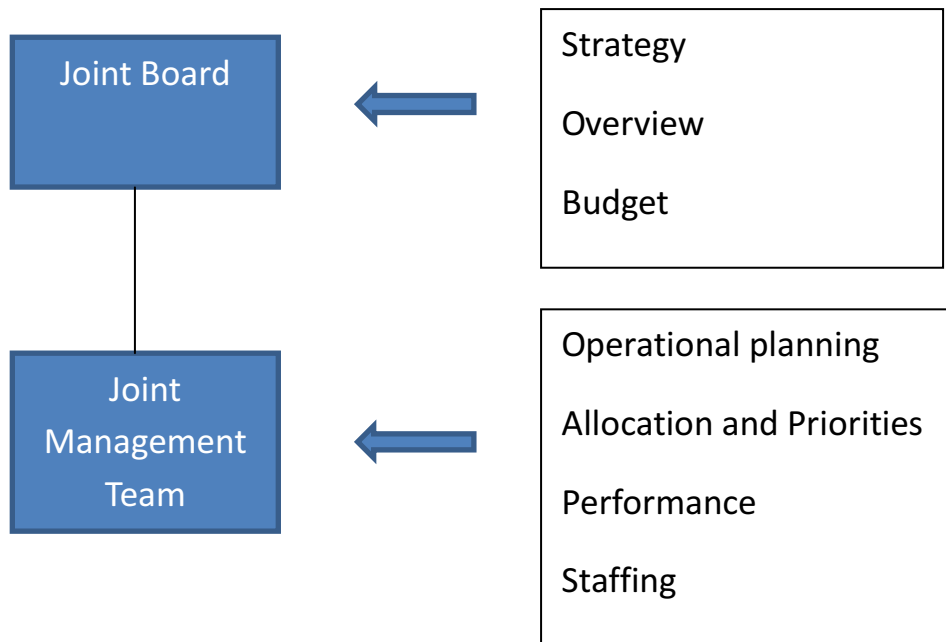 Joint Board
Strategy
Overview
Budget
Joint
Management
Team
Operational planning
Allocation and Priorities
Performance
Staffing